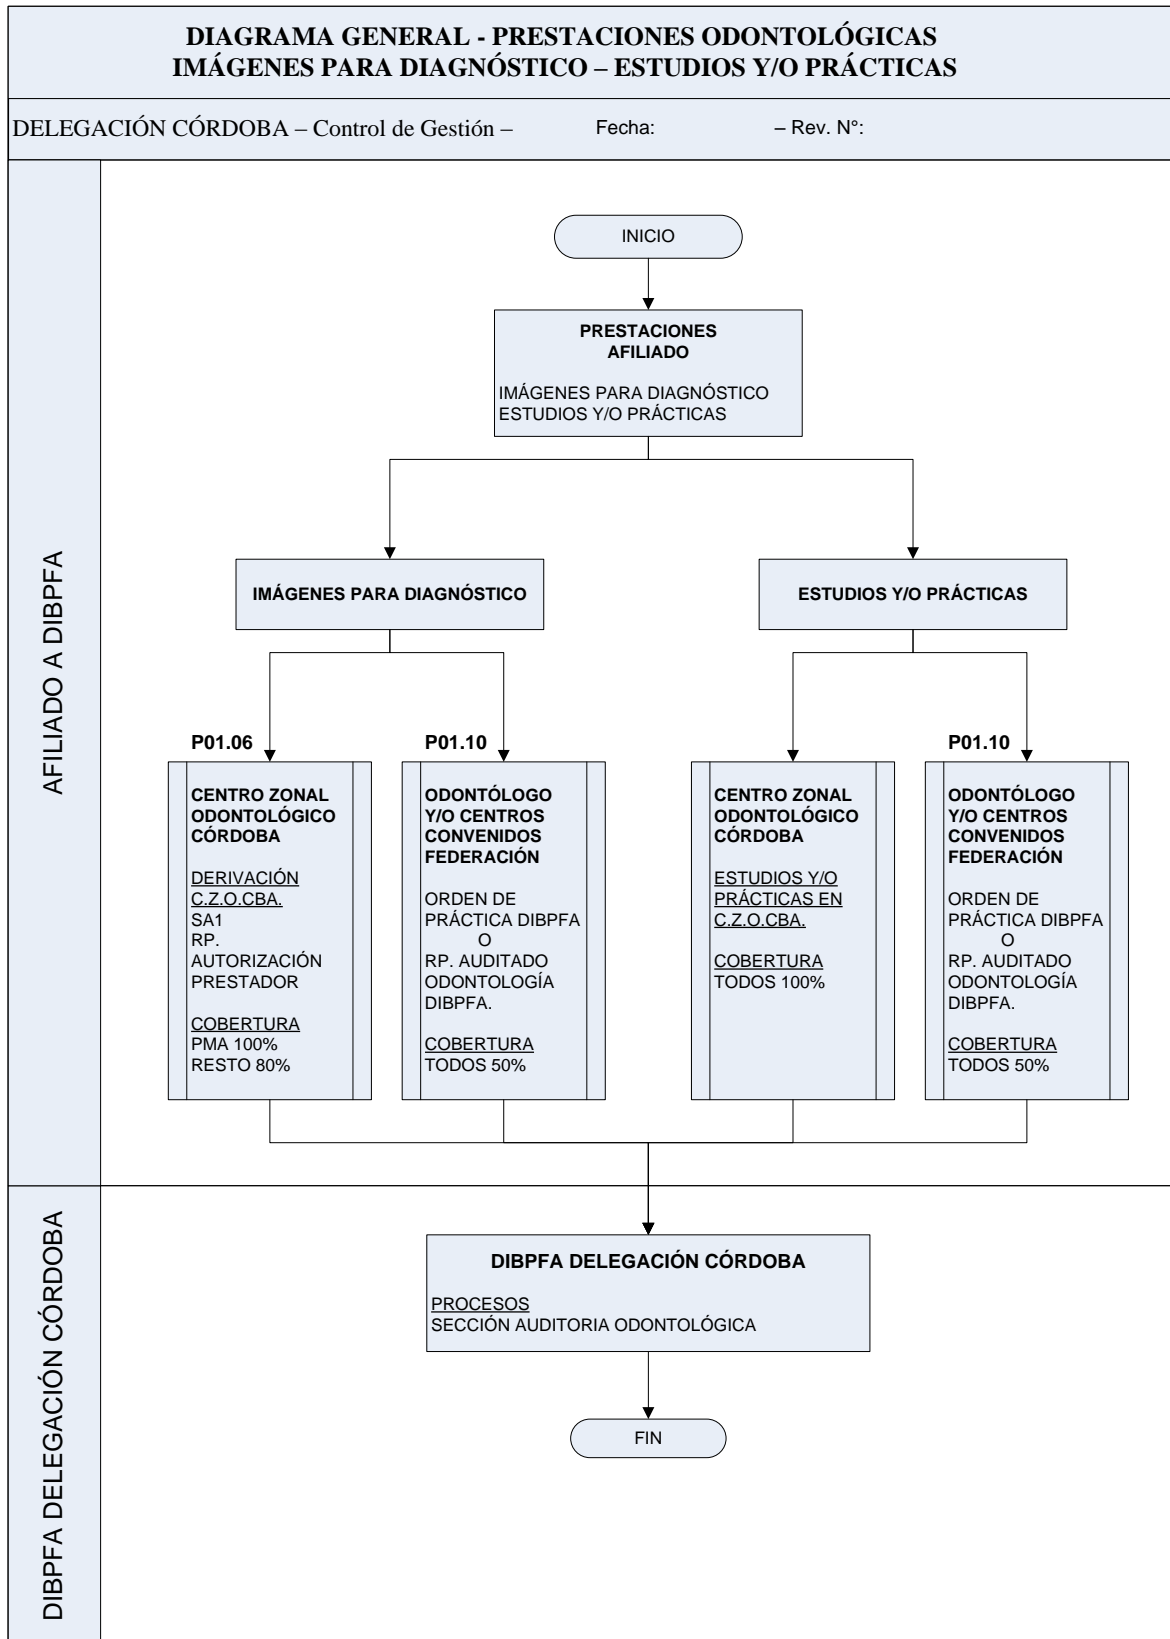 DIAGRAMA GENERAL - PRESTACIONES ODONTOLÓGICAS
IMÁGENES PARA DIAGNÓSTICO – ESTUDIOS Y/O PRÁCTICAS
DELEGACIÓN CÓRDOBA – Control de Gestión – Fecha: – Rev. N°:
AFILIADO A DIBPFA
INICIO
PRESTACIONES
AFILIADO
IMÁGENES PARA DIAGNÓSTICO
ESTUDIOS Y/O PRÁCTICAS
IMÁGENES PARA DIAGNÓSTICO
ESTUDIOS Y/O PRÁCTICAS
P01.06
CENTRO ZONAL
ODONTOLÓGICO
CÓRDOBA
DERIVACIÓN
C.Z.O.CBA.
SA1
RP.
AUTORIZACIÓN
PRESTADOR
COBERTURA
PMA 100%
RESTO 80%
P01.10
ODONTÓLOGO
Y/O CENTROS
CONVENIDOS
FEDERACIÓN
ORDEN DE
PRÁCTICA DIBPFA
O
RP. AUDITADO
ODONTOLOGÍA
DIBPFA.
COBERTURA
TODOS 50%
CENTRO ZONAL
ODONTOLÓGICO
CÓRDOBA
ESTUDIOS Y/O
PRÁCTICAS EN
C.Z.O.CBA.
COBERTURA
TODOS 100%
P01.10
ODONTÓLOGO
Y/O CENTROS
CONVENIDOS
FEDERACIÓN
ORDEN DE
PRÁCTICA DIBPFA
O
RP. AUDITADO
ODONTOLOGÍA
DIBPFA.
COBERTURA
TODOS 50%
DIBPFA DELEGACIÓN CÓRDOBA
DIBPFA DELEGACIÓN CÓRDOBA
PROCESOS
SECCIÓN AUDITORIA ODONTOLÓGICA
FIN